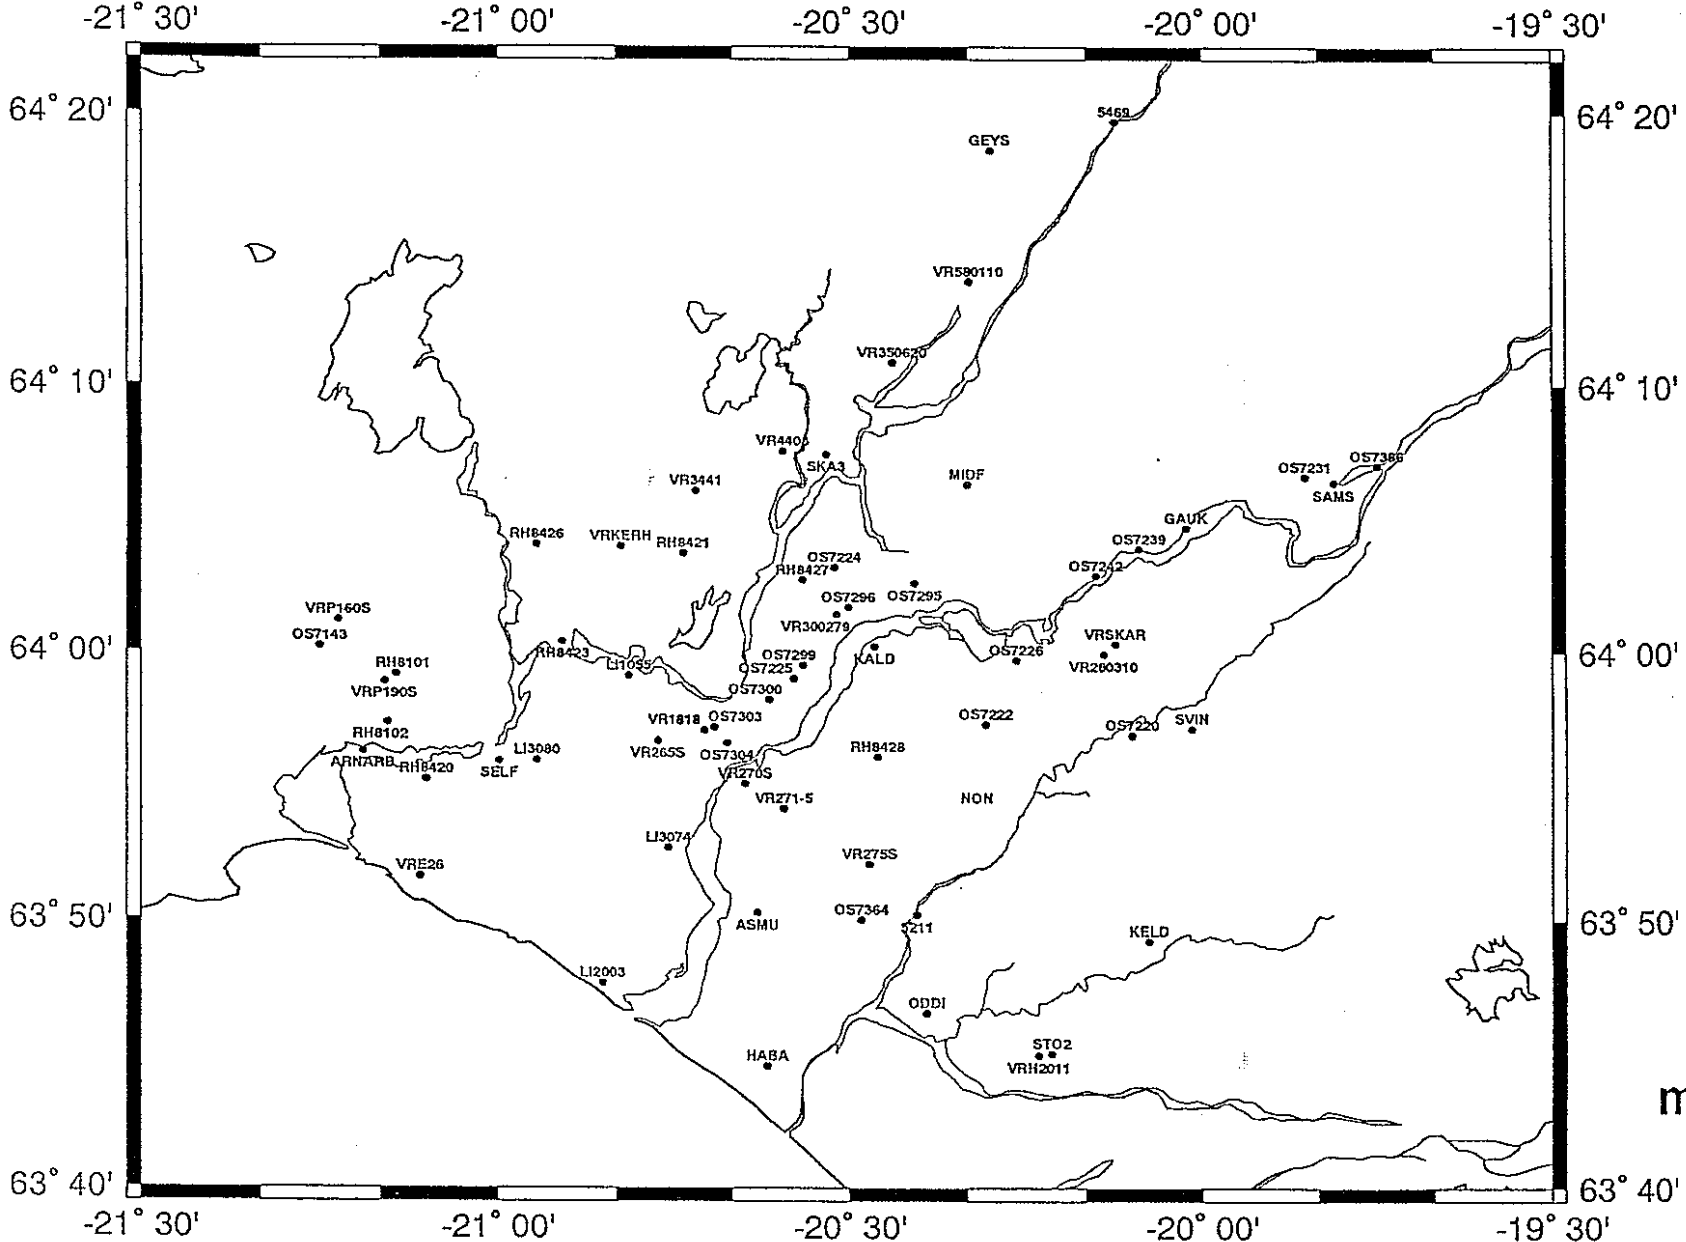 -21° 30' -21° 00' -20° 30' -20° 00' -19° 30'
64° 20' 5469 64° 20'
GEYS
VR580110
VR350620
64° 10' 64° 10'
SKA3
MIDF
OS7231 OS7386
SAMS
VR3441
GAUK
RH8426 VRKERH RH8421 OS7239
OS7224
RH8427 OS7242
OS7296 OS7295
VRP160S
VR300279
OS7143 VRSKAR
64° 00' 64° 00'
RH8423 OS7299 KALD OS7226 VR280310
RH8101 LI1055 OS7225
VRP190S OS7300
VR1818 OS7303 OS7222 OS7220 SVIN
RH8102 VR265S OS7304 RH8428
ARNARB RH8420 SELF LI3080
VR270S
VR271-S NON
LI3074
VRE26 VR275S
63° 50' OS7364 63° 50'
ASMU 5211 KELD
LI2003
ODDI
HABA STO2
VRH2011
m
63° 40' 63° 40'
-21° 30' -21° 00' -20° 30' -20° 00' -19° 30'